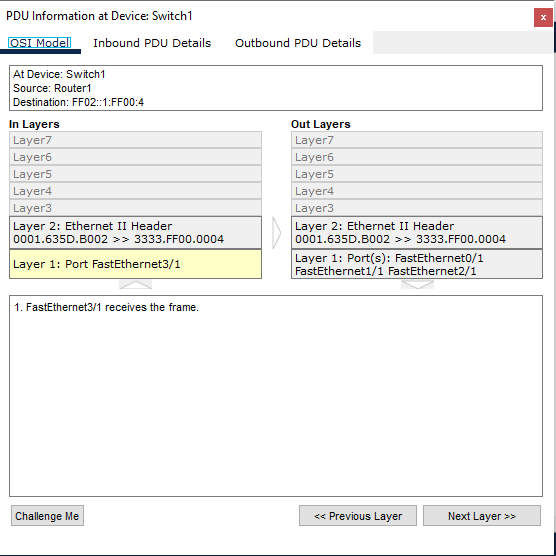 PDU Information at Device: Switch1
x
OSI Model Inbound PDU Details Outbound PDU Details
At Device: Switch1
Source: Router1
Destination: FF02::1:FF00:4
In Layers
Layer7
Layer6
Layer5
Layer4
Layer3
Layer 2: Ethernet II Header
0001.635D.B002 >> 3333.FF00.0004
Layer 1: Port FastEthernet3/1
Out Layers
Layer7
Layer6
Layer5
Layer4
Layer3
Layer 2: Ethernet II Header
0001.635D.B002 >> 3333.FF00.0004
Layer 1: Port(s): FastEthernet0/1
FastEthernet1/1 FastEthernet2/1
1. FastEthernet3/1 receives the frame.
Challenge Me << Previous Layer Next Layer >>